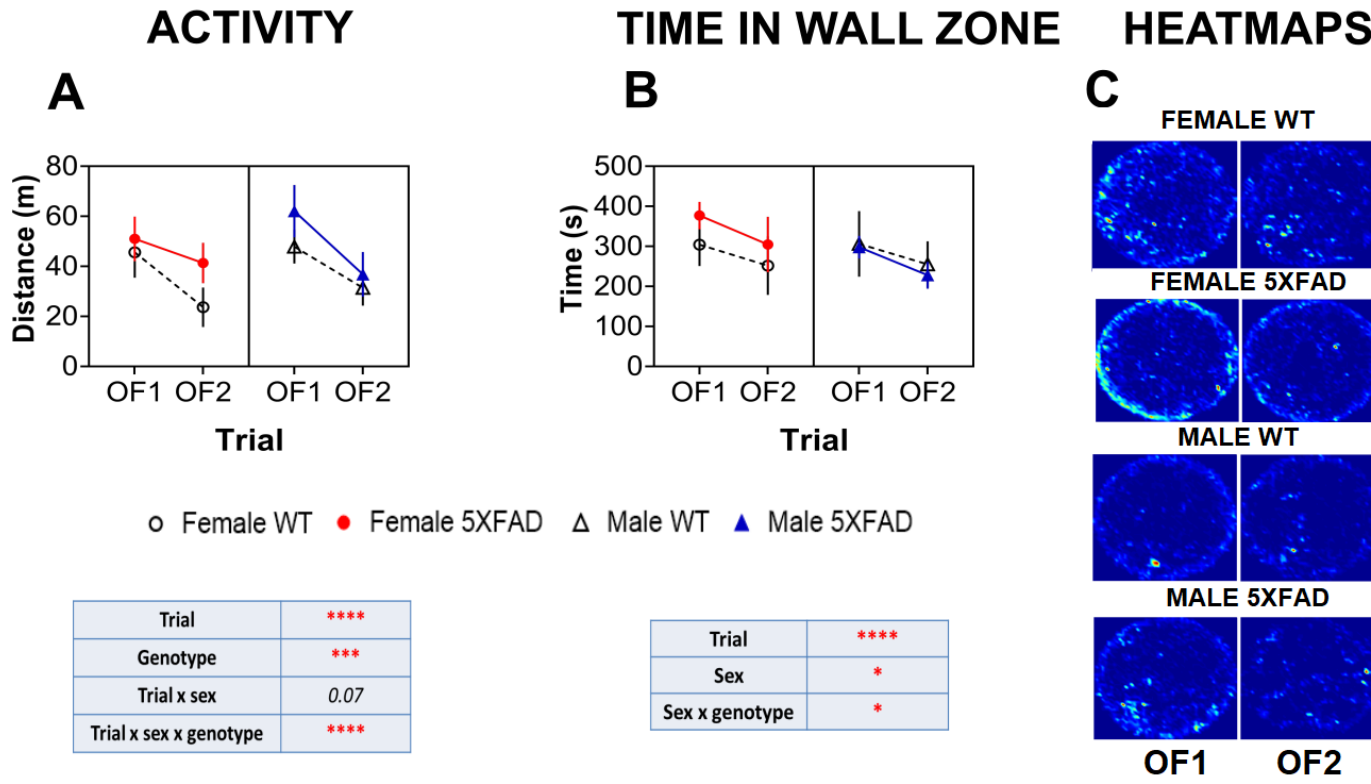 ACTIVITY
TIME IN WALL ZONE
HEATMAPS
A
B
C
Distance (m)
80
60
40
20
0
OF1 OF2 OF1 OF2
Trial
Time (s)
500
400
300
200
100
0
OF1 OF2 OF1 OF2
Trial
FEMALE WT
FEMALE 5XFAD
MALE WT
MALE 5XFAD
OF1 OF2
Female WT Female 5XFAD Male WT Male 5XFAD
Trial ****
Genotype ***
Trial x sex 0.07
Trial x sex x genotype ****
Trial ****
Sex *
Sex x genotype *